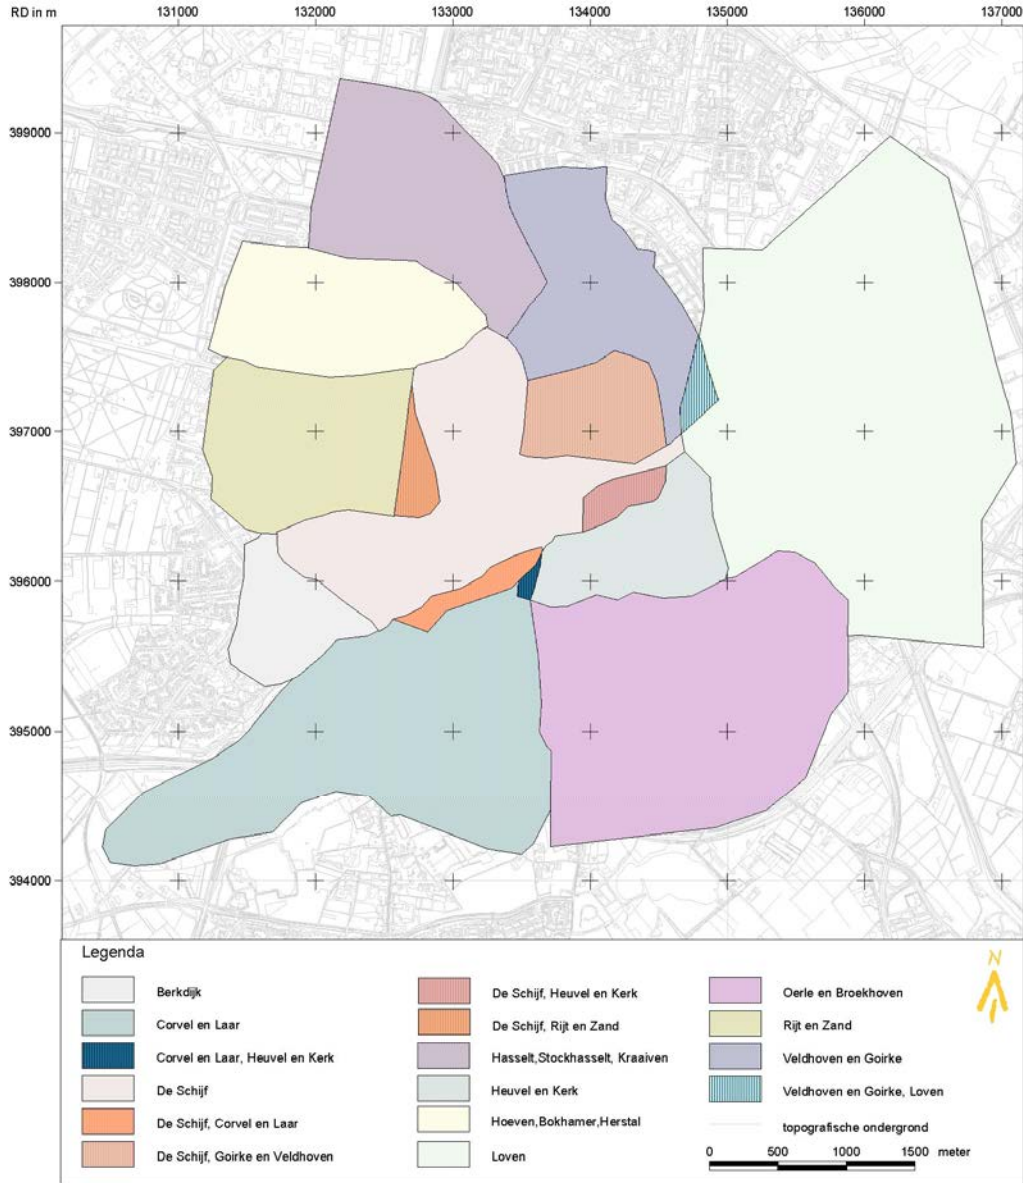 RD in m
131000 132000 133000 134000 135000 136000 137000
399000
398000
397000
396000
395000
394000
Legenda
Berkdijk
Corvel en Laar
Corvel en Laar, Heuvel en Kerk
De Schijf
De Schijf, Corvel en Laar
De Schijf, Goirke en Veldhoven
De Schijf, Heuvel en Kerk
De Schijf, Rijt en Zand
Hasselt,Stockhasselt, Kraaiven
Heuvel en Kerk
Hoeven,Bokhamer,Herstal
Loven
Oerle en Broekhoven
Rijt en Zand
Veldhoven en Goirke
Veldhoven en Goirke, Loven
topografische ondergrond
0 500 1000 1500 meter
N